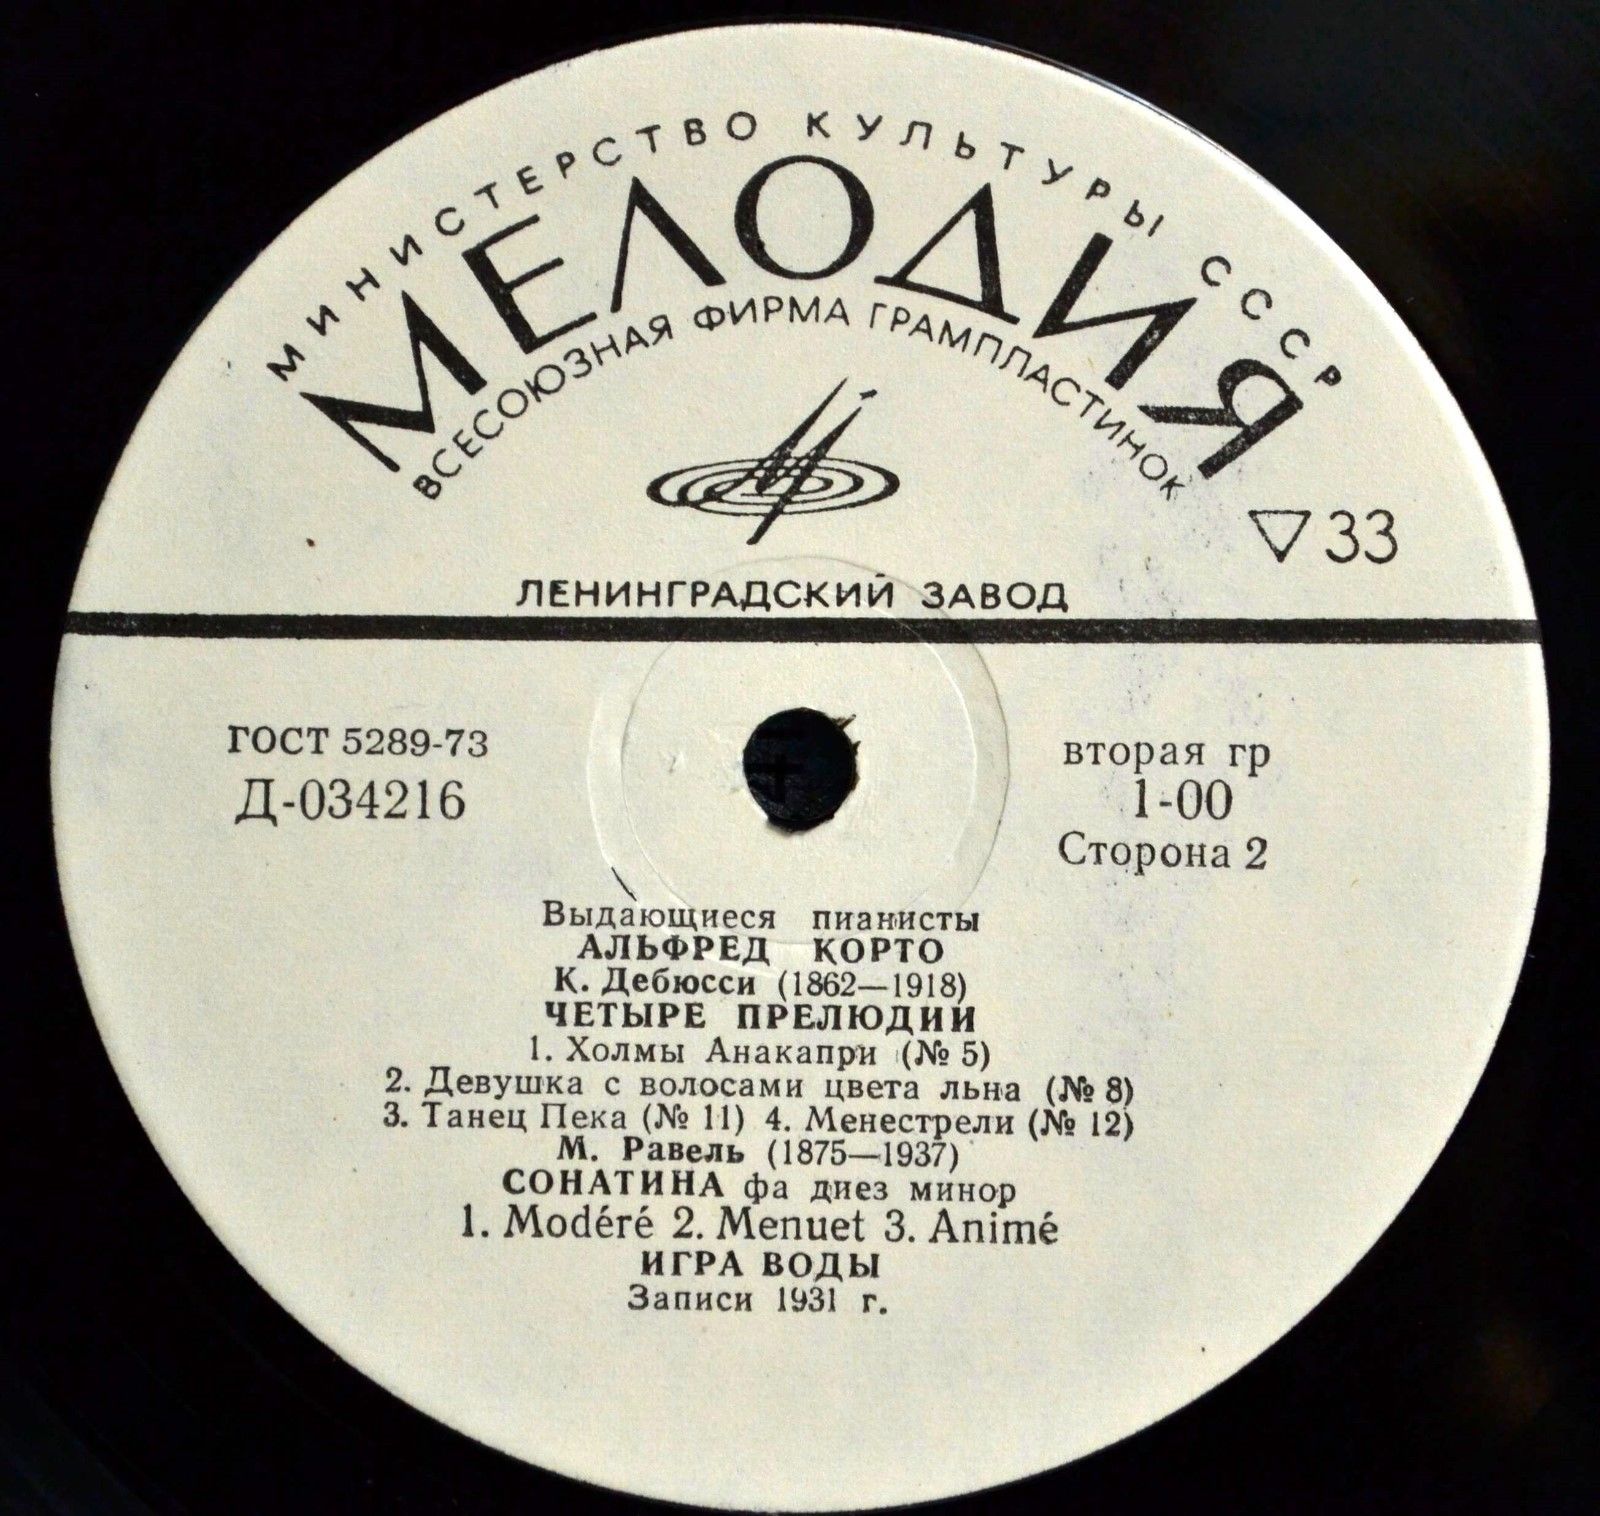 МИНИСТЕРСТВО КУЛЬТУРЫ СССР
МЕЛОДИЯ
ВСЕСОЮЗНАЯ ФИРМА ГРАМПЛАСТИНОК
▽33
ЛЕНИНГРАДСКИЙ ЗАВОД
ГОСТ 5289-73
Д-034216
вторая гр
1-00
Сторона 2
Выдающиеся пианисты
АЛЬФРЕД КОРТО
К. Дебюсси (1862—1918)
ЧЕТЫРЕ ПРЕЛЮДИИ
1. Холмы Анакапри (№ 5)
2. Девушка с волосами цвета льна (№ 8)
3. Танец Пека (№ 11) 4. Менестрели (№ 12)
М. Равель (1875—1937)
СОНАТИНА фа диез минор
1. Modéré 2. Menuet 3. Animé
ИГРА ВОДЫ
Записи 1931 г.